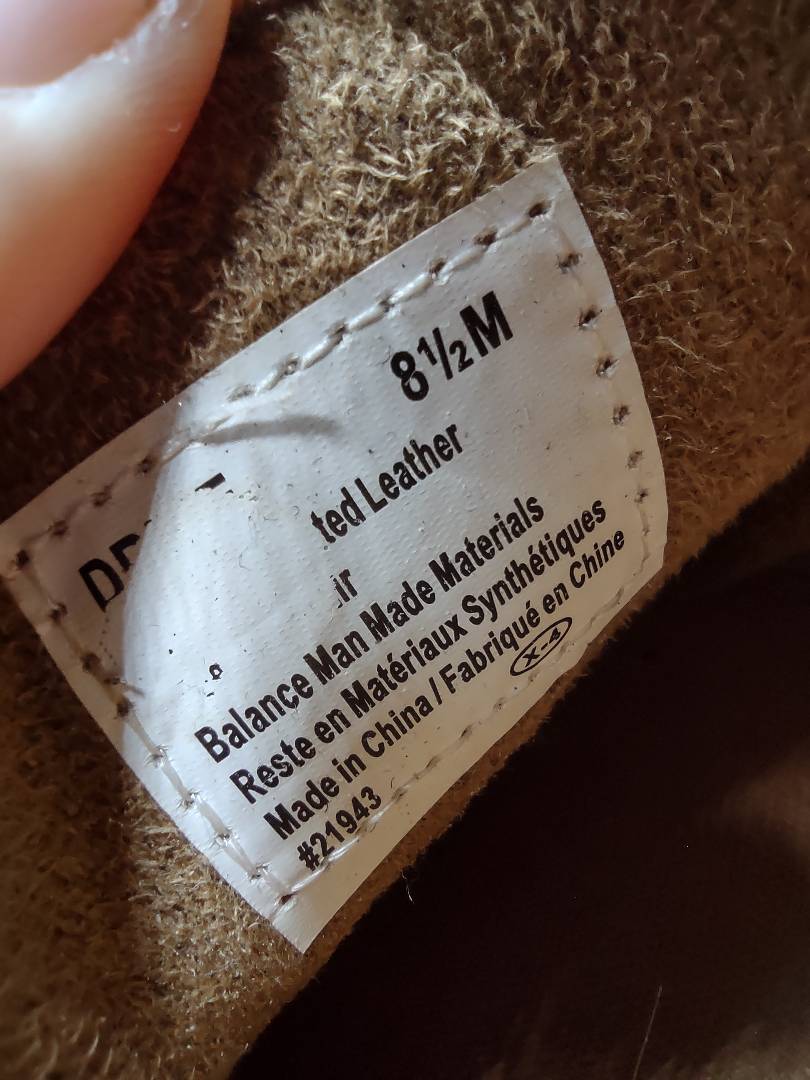 8½M
ted Leather
ir
Balance Man Made Materials
Reste en Matériaux Synthétiques
Made in China / Fabriqué en Chine
#21943
X-4